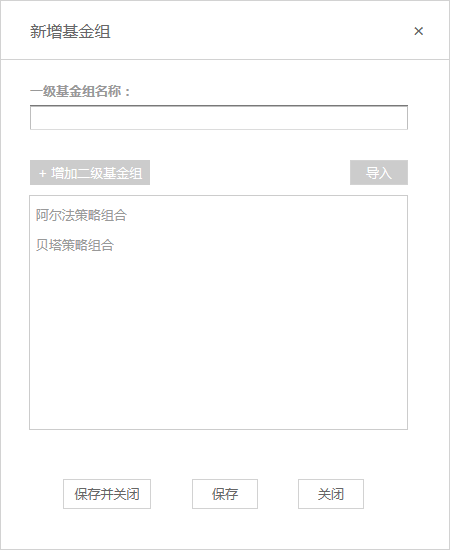 新增基金组 ×
一级基金组名称：
+ 增加二级基金组 导入
阿尔法策略组合
贝塔策略组合
保存并关闭 保存 关闭